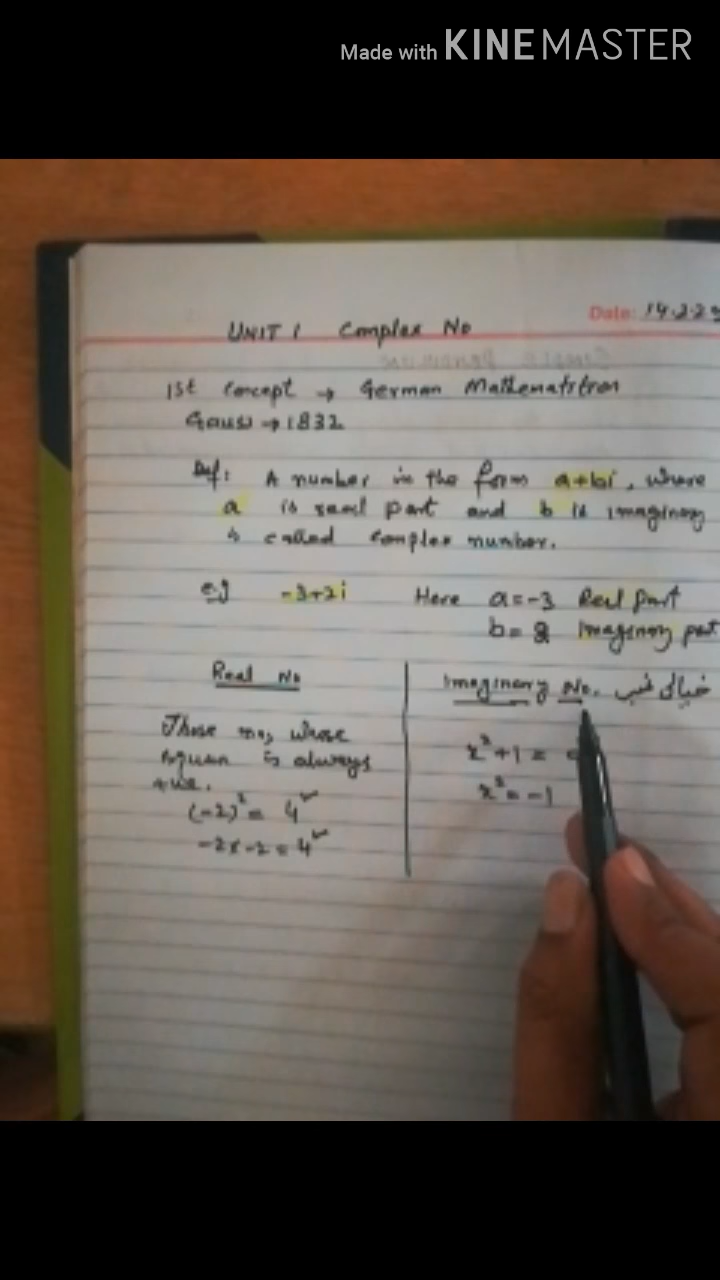 Made with KINEMASTER
Date: 14.2.2
UNIT 1 Complex No
1st Concept → German Mathematition
Gauss → 1832
Def: A number in the form a+bi, where
a is real part and b is imaginary
is called complex number.
e.g -3+2i Here a=-3 Real part
b= 2 Imaginary part
Real No
Imaginary No. خیالی نمبر
Those no, whose
square is always
+ve.
(-2)² = 4✓
-2x-2=4✓
x²+1 =
x² = -1